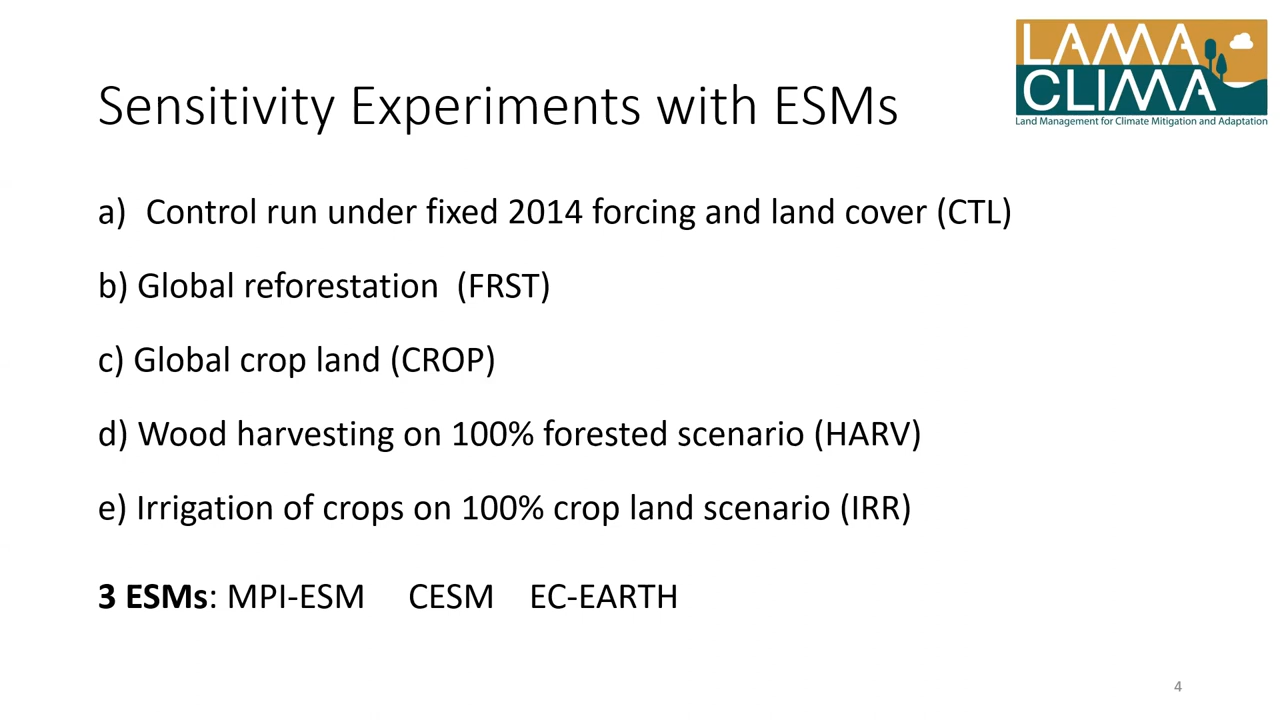 LAMA
CLIMA
Land Management for Climate Mitigation and Adaptation
Sensitivity Experiments with ESMs
a) Control run under fixed 2014 forcing and land cover (CTL)
b) Global reforestation (FRST)
c) Global crop land (CROP)
d) Wood harvesting on 100% forested scenario (HARV)
e) Irrigation of crops on 100% crop land scenario (IRR)
3 ESMs: MPI-ESM CESM EC-EARTH
4